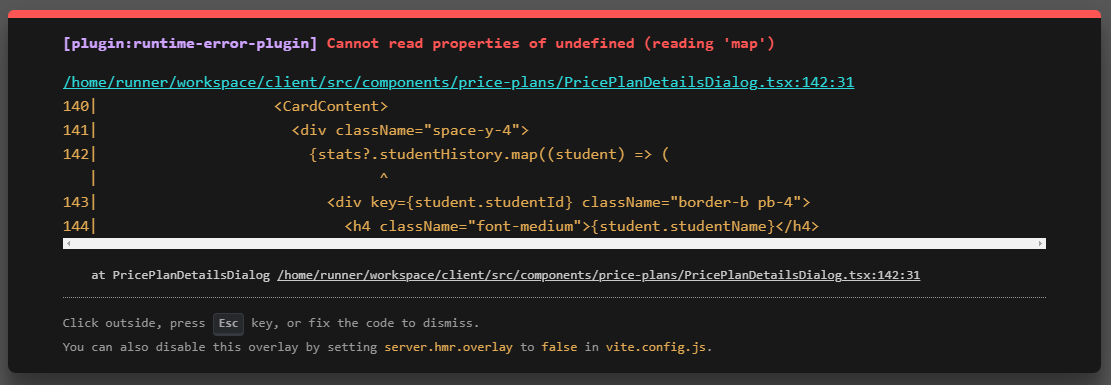 [plugin:runtime-error-plugin] Cannot read properties of undefined (reading 'map')
/home/runner/workspace/client/src/components/price-plans/PricePlanDetailsDialog.tsx:142:31
140|                    <CardContent>
141|                      <div className="space-y-4">
142|                        {stats?.studentHistory.map((student) => (
   |                                ^
143|                          <div key={student.studentId} className="border-b pb-4">
144|                            <h4 className="font-medium">{student.studentName}</h4>
at PricePlanDetailsDialog /home/runner/workspace/client/src/components/price-plans/PricePlanDetailsDialog.tsx:142:31
Click outside, press Esc key, or fix the code to dismiss.
You can also disable this overlay by setting server.hmr.overlay to false in vite.config.js.